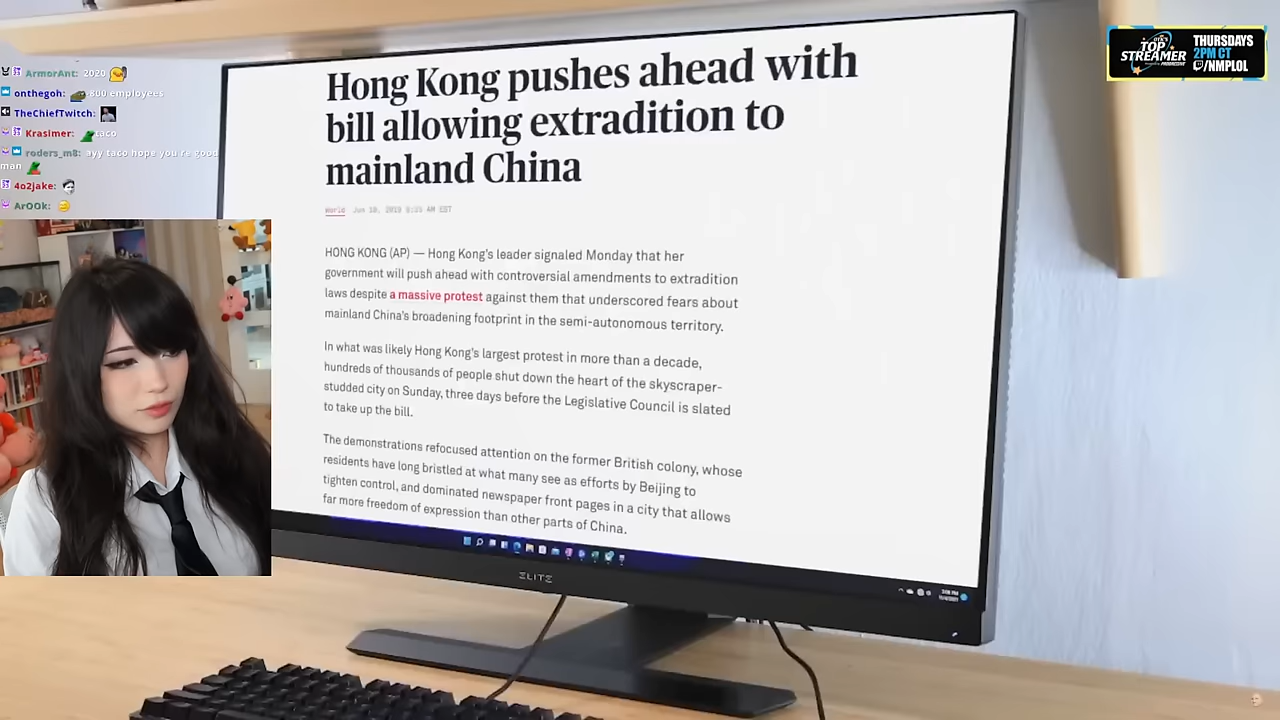 ArmorAnt: 2020
onthegoh: 800 employees
TheChiefTwitch:
Krasimer: taco
roders_m8: ayy taco hope you're good
man
4o2jake:
ArOOk:
OTK's
TOP
STREAMER
THURSDAYS
2PM CT
/NMPLOL
Hong Kong pushes ahead with
bill allowing extradition to
mainland China
World Jun 10, 2019 AM EST
HONG KONG (AP) — Hong Kong's leader signaled Monday that her
government will push ahead with controversial amendments to extradition
laws despite a massive protest against them that underscored fears about
mainland China's broadening footprint in the semi-autonomous territory.
In what was likely Hong Kong's largest protest in more than a decade,
hundreds of thousands of people shut down the heart of the skyscraper-
studded city on Sunday, three days before the Legislative Council is slated
to take up the bill.
The demonstrations refocused attention on the former British colony, whose
residents have long bristled at what many see as efforts by Beijing to
tighten control, and dominated newspaper front pages in a city that allows
far more freedom of expression than other parts of China.
ELITE